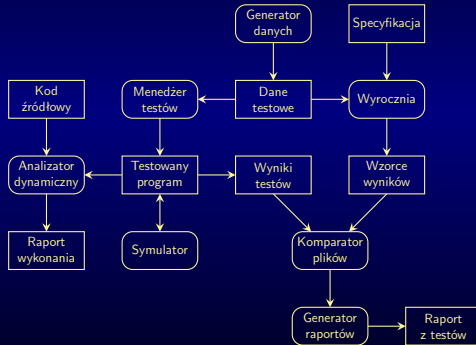 Generator
danych
Specyfikacja
Kod
źródłowy
Menedżer
testów
Dane
testowe
Wyrocznia
Analizator
dynamiczny
Testowany
program
Wyniki
testów
Wzorce
wyników
Raport
wykonania
Symulator
Komparator
plików
Generator
raportów
Raport
z testów